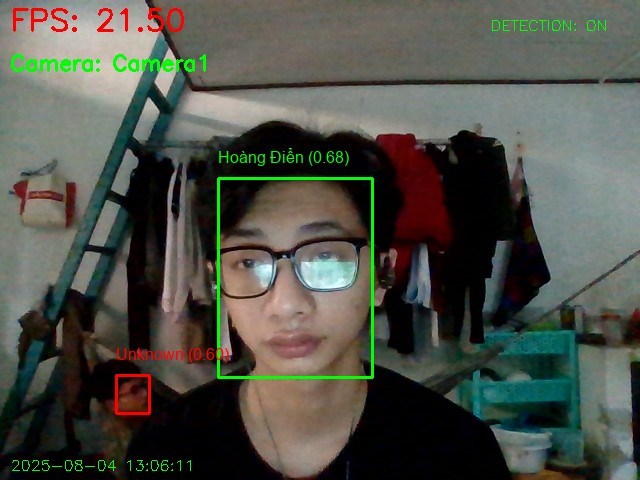 FPS: 21.50
DETECTION: ON
Camera: Camera1
Hoàng Điển (0.68)
Unknown (0.60)
2025-08-04 13:06:11